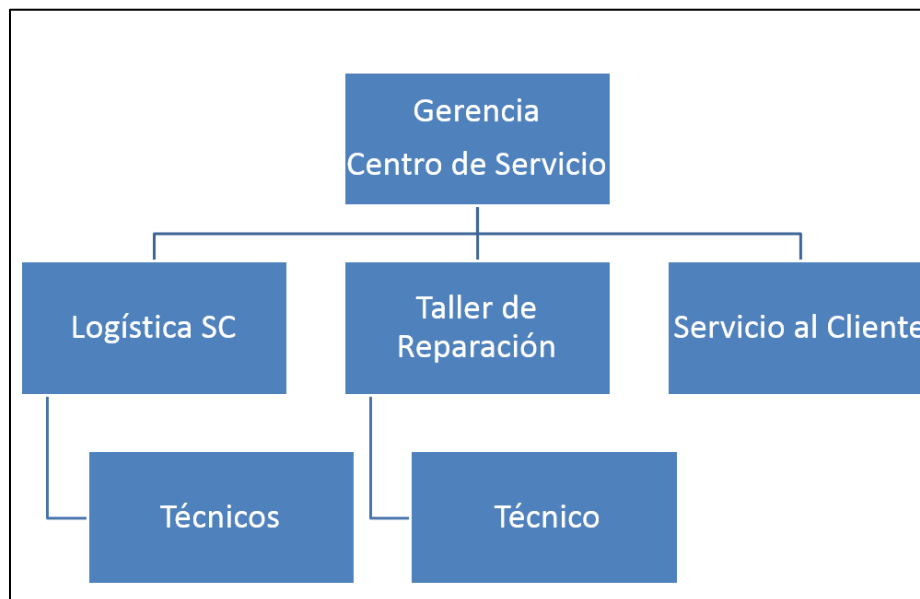 Gerencia
Centro de Servicio
Logística SC
Taller de
Reparación
Servicio al Cliente
Técnicos
Técnico